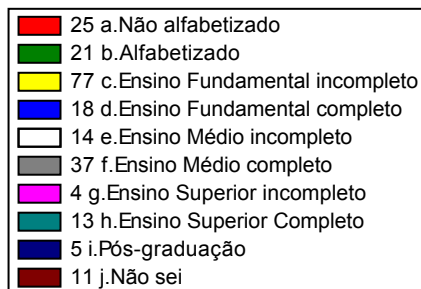 25 a.Não alfabetizado
21 b.Alfabetizado
77 c.Ensino Fundamental incompleto
18 d.Ensino Fundamental completo
14 e.Ensino Médio incompleto
37 f.Ensino Médio completo
4 g.Ensino Superior incompleto
13 h.Ensino Superior Completo
5 i.Pós-graduação
11 j.Não sei